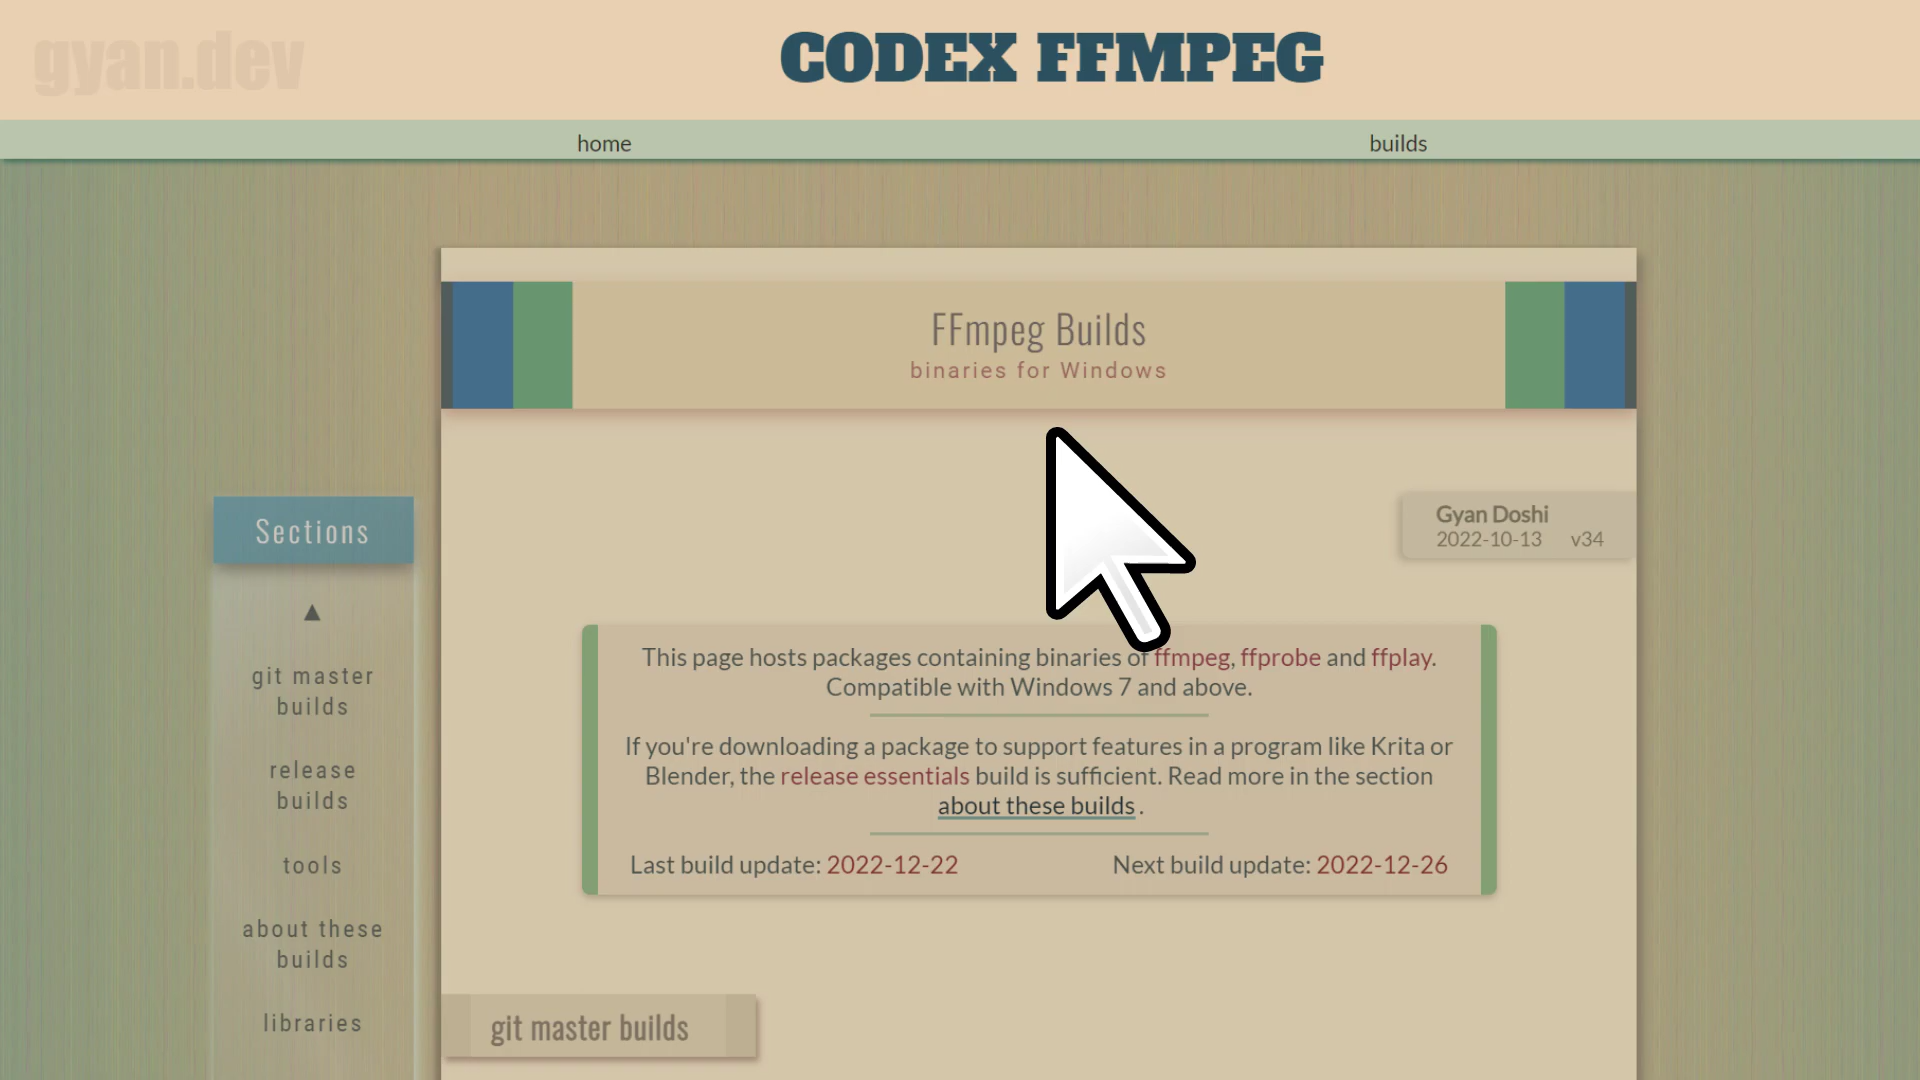 gyan.dev
CODEX FFMPEG
home
builds
FFmpeg Builds
binaries for Windows
Sections
▲
git master
builds
release
builds
tools
about these
builds
libraries
Gyan Doshi
2022-10-13 v34
This page hosts packages containing binaries of ffmpeg, ffprobe and ffplay.
Compatible with Windows 7 and above.
If you're downloading a package to support features in a program like Krita or
Blender, the release essentials build is sufficient. Read more in the section
about these builds .
Last build update: 2022-12-22
Next build update: 2022-12-26
git master builds